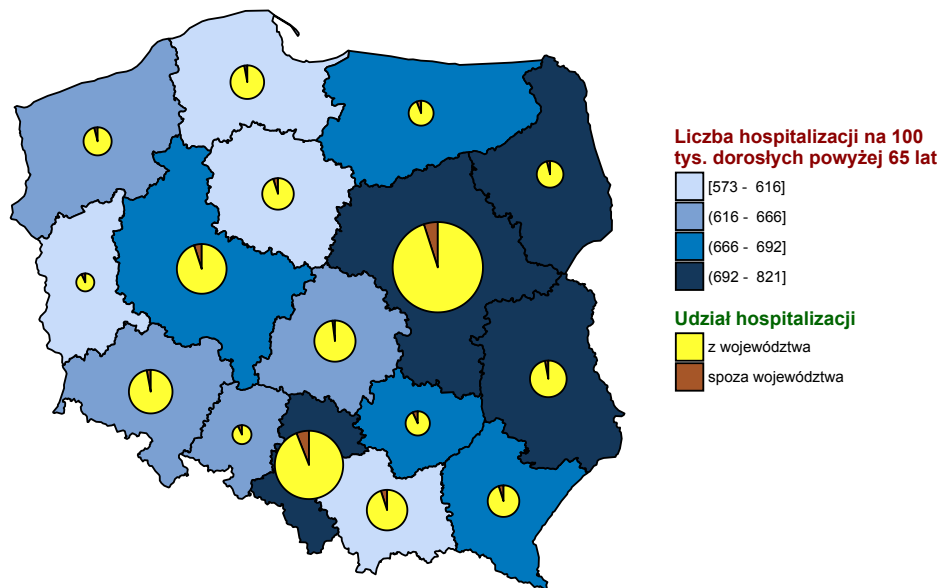 Liczba hospitalizacji na 100
tys. dorosłych powyżej 65 lat
[573 - 616]
(616 - 666]
(666 - 692]
(692 - 821]
Udział hospitalizacji
z województwa
spoza województwa